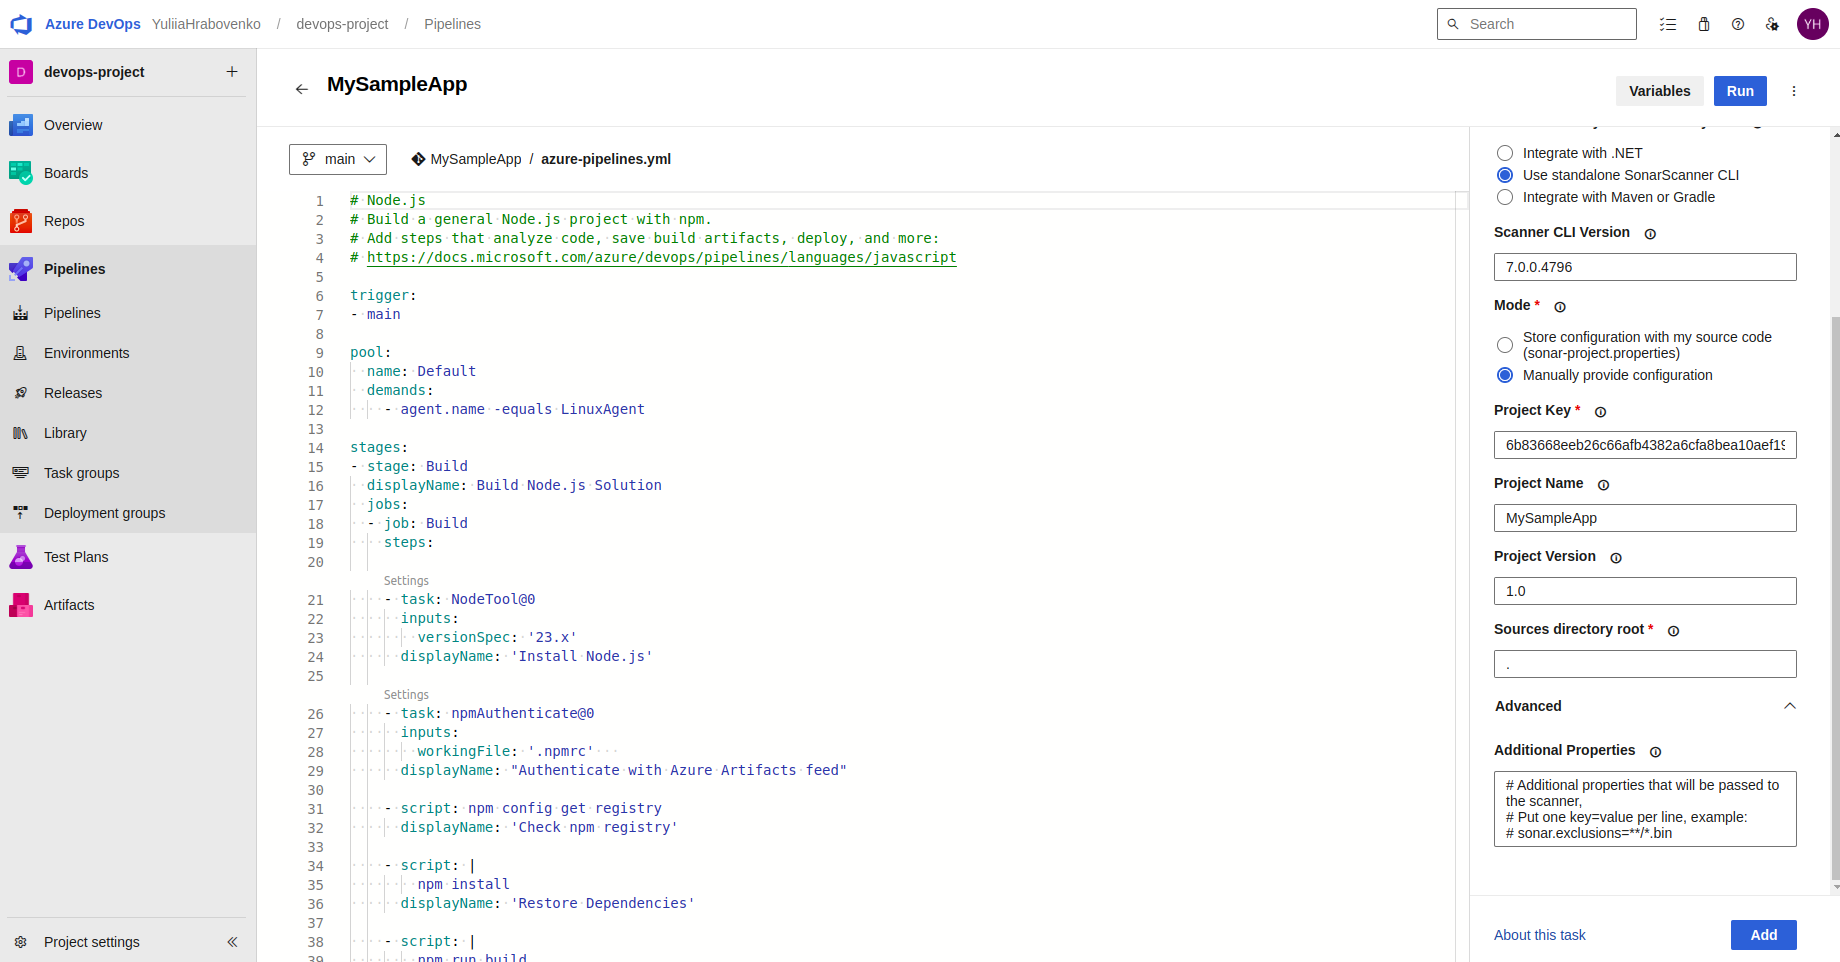 Azure DevOps YuliiaHrabovenko / devops-project / Pipelines
Search
YH
D devops-project
Overview
Boards
Repos
Pipelines
Pipelines
Environments
Releases
Library
Task groups
Deployment groups
Test Plans
Artifacts
Project settings
MySampleApp
Variables
Run
main
MySampleApp / azure-pipelines.yml
1 # Node.js
2 # Build a general Node.js project with npm.
3 # Add steps that analyze code, save build artifacts, deploy, and more:
4 # https://docs.microsoft.com/azure/devops/pipelines/languages/javascript
5
6 trigger:
7 - main
8
9 pool:
10 name: Default
11 demands:
12 - agent.name -equals LinuxAgent
13
14 stages:
15 - stage: Build
16 displayName: Build Node.js Solution
17 jobs:
18 - job: Build
19 steps:
20
Settings
21 - task: NodeTool@0
22 inputs:
23 versionSpec: '23.x'
24 displayName: 'Install Node.js'
25
Settings
26 - task: npmAuthenticate@0
27 inputs:
28 workingFile: '.npmrc'
29 displayName: "Authenticate with Azure Artifacts feed"
30
31 - script: npm config get registry
32 displayName: 'Check npm registry'
33
34 - script: |
35 npm install
36 displayName: 'Restore Dependencies'
37
38 - script: |
39 npm run build
Integrate with .NET
Use standalone SonarScanner CLI
Integrate with Maven or Gradle
Scanner CLI Version
7.0.0.4796
Mode *
Store configuration with my source code
(sonar-project.properties)
Manually provide configuration
Project Key *
6b83668eeb26c66afb4382a6cfa8bea10aef19
Project Name
MySampleApp
Project Version
1.0
Sources directory root *
.
Advanced
Additional Properties
# Additional properties that will be passed to
the scanner,
# Put one key=value per line, example:
# sonar.exclusions=**/*.bin
About this task
Add